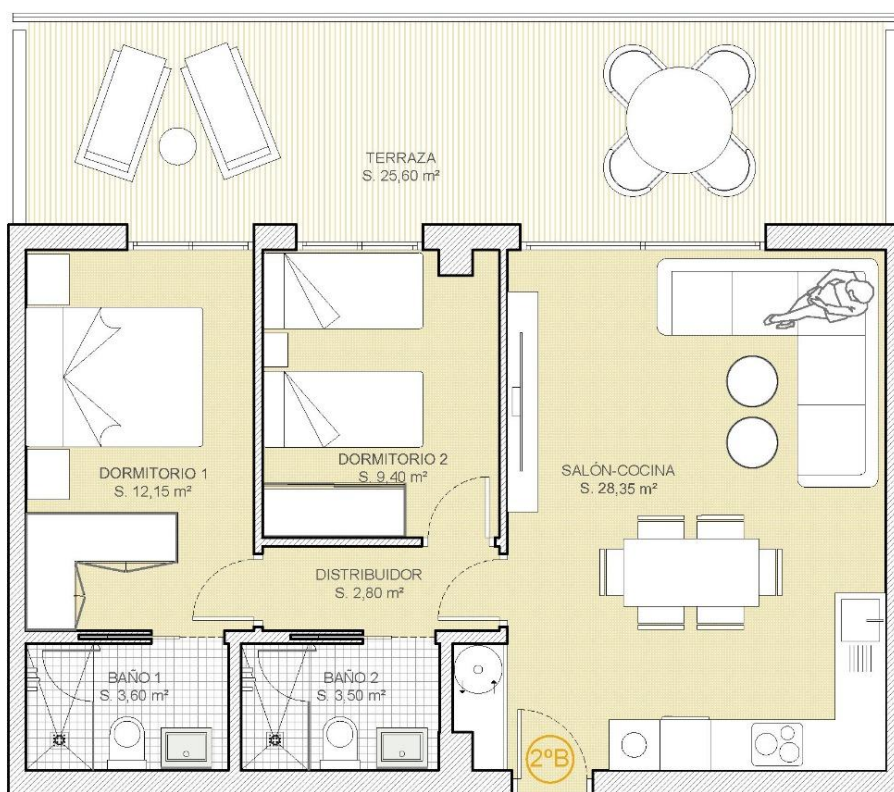 TERRAZA
S. 25,60 m²
DORMITORIO 1
S. 12,15 m²
DORMITORIO 2
S. 9,40 m²
SALÓN-COCINA
S. 28,35 m²
DISTRIBUIDOR
S. 2,80 m²
BAÑO 1
S. 3,60 m²
BAÑO 2
S. 3,50 m²
2ºB